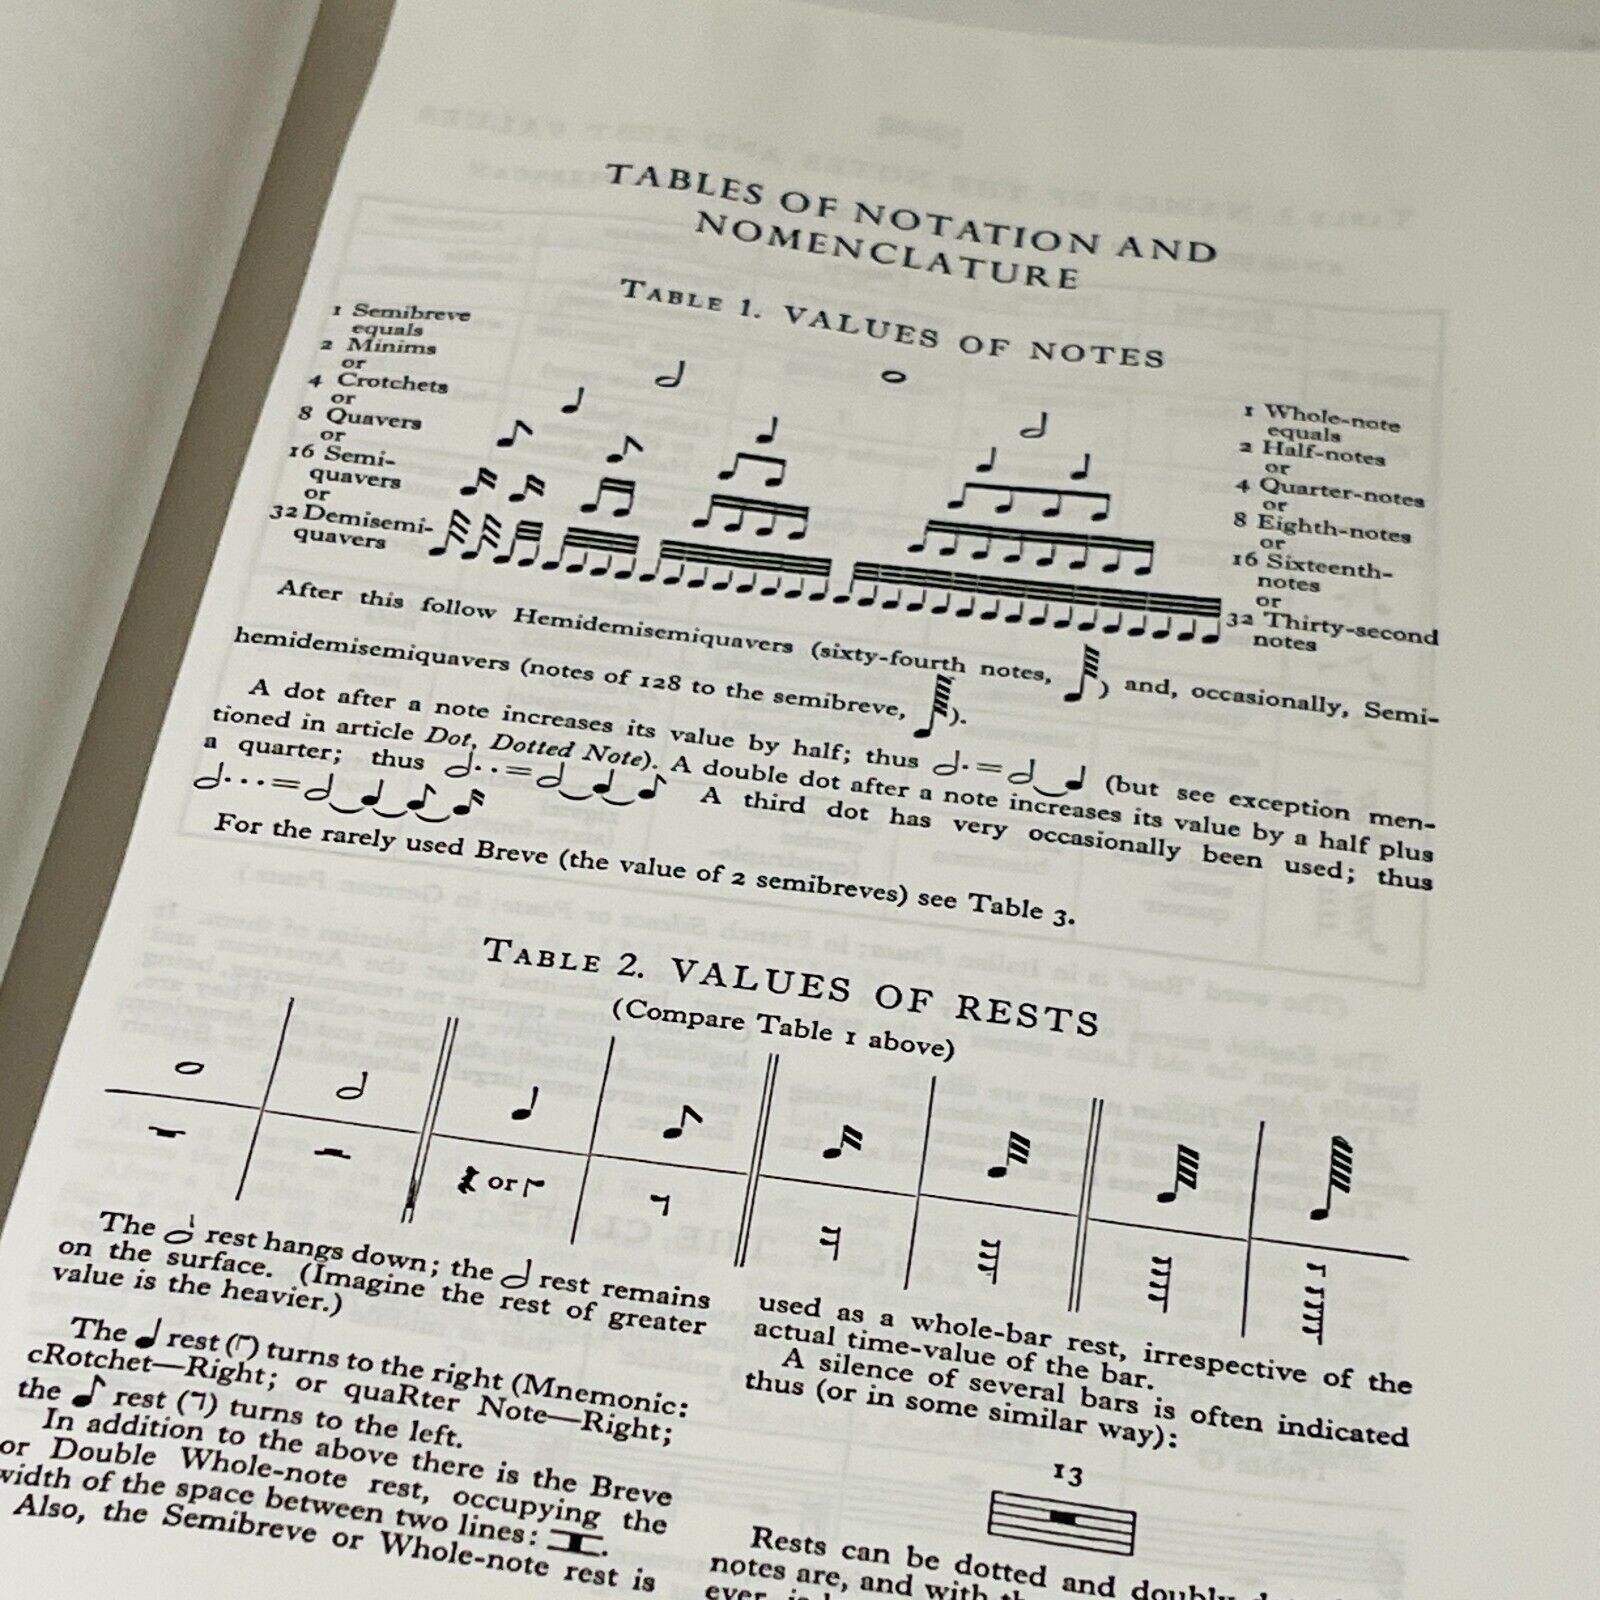 TABLES OF NOTATION AND
NOMENCLATURE
TABLE 1. VALUES OF NOTES
1 Semibreve
equals
2 Minims
or
4 Crotchets
or
8 Quavers
or
16 Semi-
quavers
or
32 Demisemi-
quavers
1 Whole-note
equals
2 Half-notes
or
4 Quarter-notes
or
8 Eighth-notes
or
16 Sixteenth-
notes
or
32 Thirty-second
notes
After this follow Hemidemisemiquavers (sixty-fourth notes, ) and, occasionally, Semi-
hemidemisemiquavers (notes of 128 to the semibreve, ).
A dot after a note increases its value by half; thus . = (but see exception men-
tioned in article Dot, Dotted Note). A double dot after a note increases its value by a half plus
a quarter; thus . . = A third dot has very occasionally been used; thus
. . . =
For the rarely used Breve (the value of 2 semibreves) see Table 3.
TABLE 2. VALUES OF RESTS
(Compare Table 1 above)
or
The rest hangs down; the rest remains
on the surface. (Imagine the rest of greater
value is the heavier.)
The rest ( ) turns to the right (Mnemonic:
cRotchet—Right; or quaRter Note—Right;
the rest ( ) turns to the left.
In addition to the above there is the Breve
or Double Whole-note rest, occupying the
width of the space between two lines: .
Also, the Semibreve or Whole-note rest is
used as a whole-bar rest, irrespective of the
actual time-value of the bar.
A silence of several bars is often indicated
thus (or in some similar way):
13
Rests can be dotted and doubly
notes are, and with